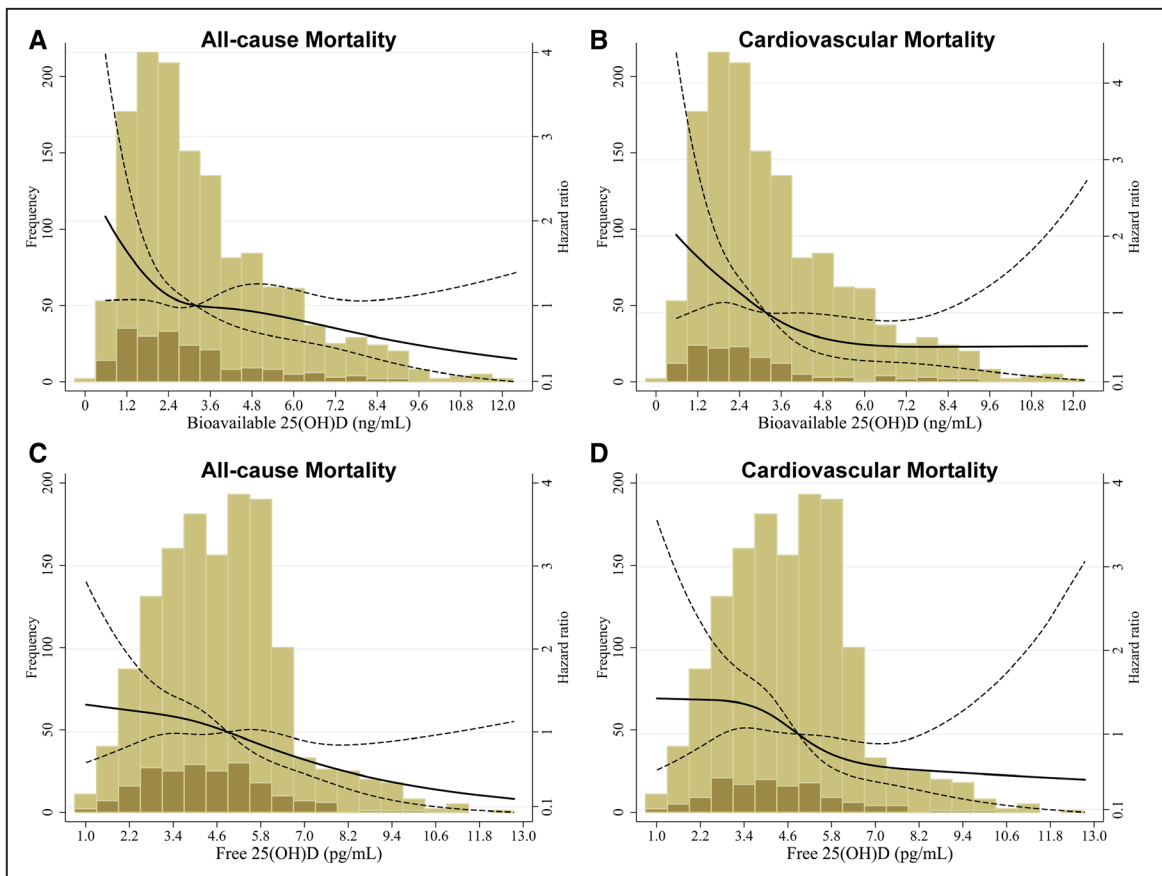 A
All-cause Mortality
Frequency
0 50 100 150 200
Hazard ratio
0.1 1 2 3 4
0 1.2 2.4 3.6 4.8 6.0 7.2 8.4 9.6 10.8 12.0
Bioavailable 25(OH)D (ng/mL)
B
Cardiovascular Mortality
Frequency
0 50 100 150 200
Hazard ratio
0.1 1 2 3 4
0 1.2 2.4 3.6 4.8 6.0 7.2 8.4 9.6 10.8 12.0
Bioavailable 25(OH)D (ng/mL)
C
All-cause Mortality
Frequency
0 50 100 150 200
Hazard ratio
0.1 1 2 3 4
1.0 2.2 3.4 4.6 5.8 7.0 8.2 9.4 10.6 11.8 13.0
Free 25(OH)D (pg/mL)
D
Cardiovascular Mortality
Frequency
0 50 100 150 200
Hazard ratio
0.1 1 2 3 4
1.0 2.2 3.4 4.6 5.8 7.0 8.2 9.4 10.6 11.8 13.0
Free 25(OH)D (pg/mL)